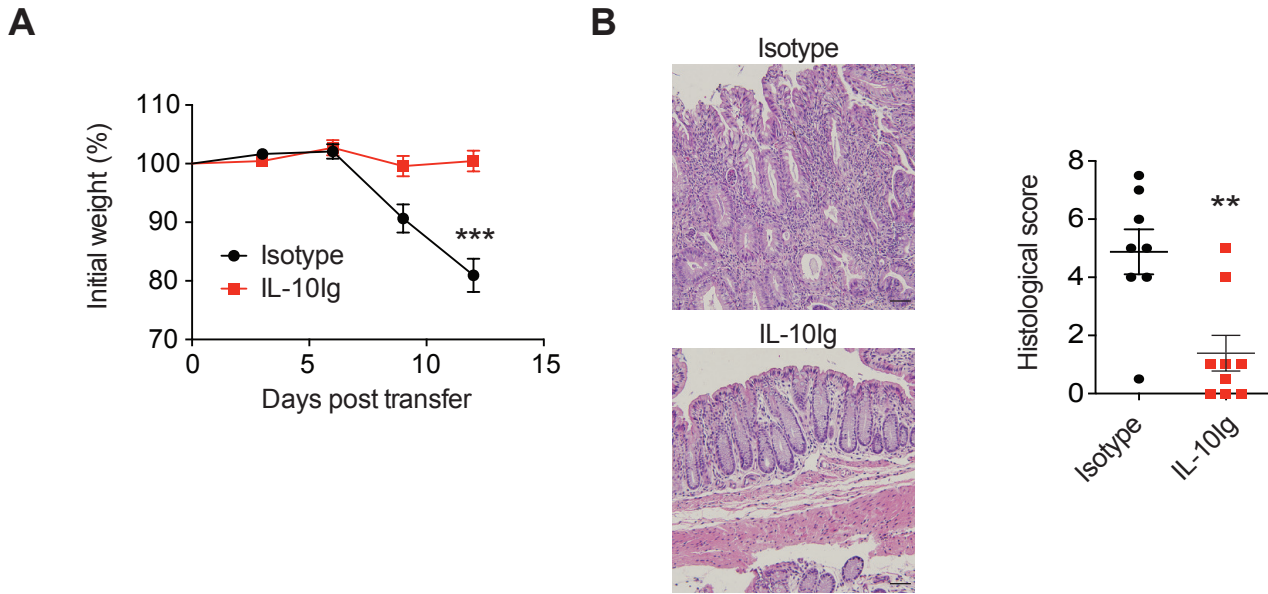 A
Initial weight (%)
110
100
90
80
70
Isotype
IL-10Ig
***
0
5
10
15
Days post transfer
B
Isotype
IL-10Ig
Histological score
8
6
4
2
0
**
Isotype
IL-10Ig